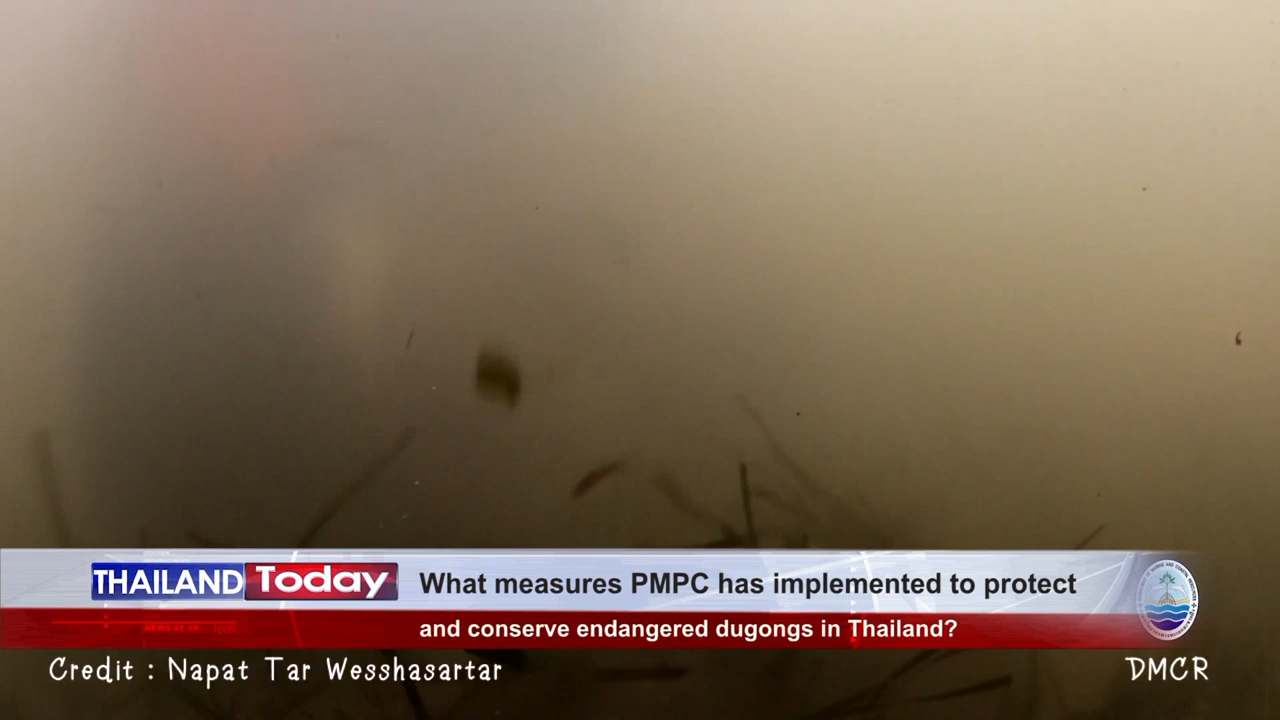 THAILAND Today
What measures PMPC has implemented to protect
and conserve endangered dugongs in Thailand?
Credit : Napat Tar Wesshasartar
DMCR